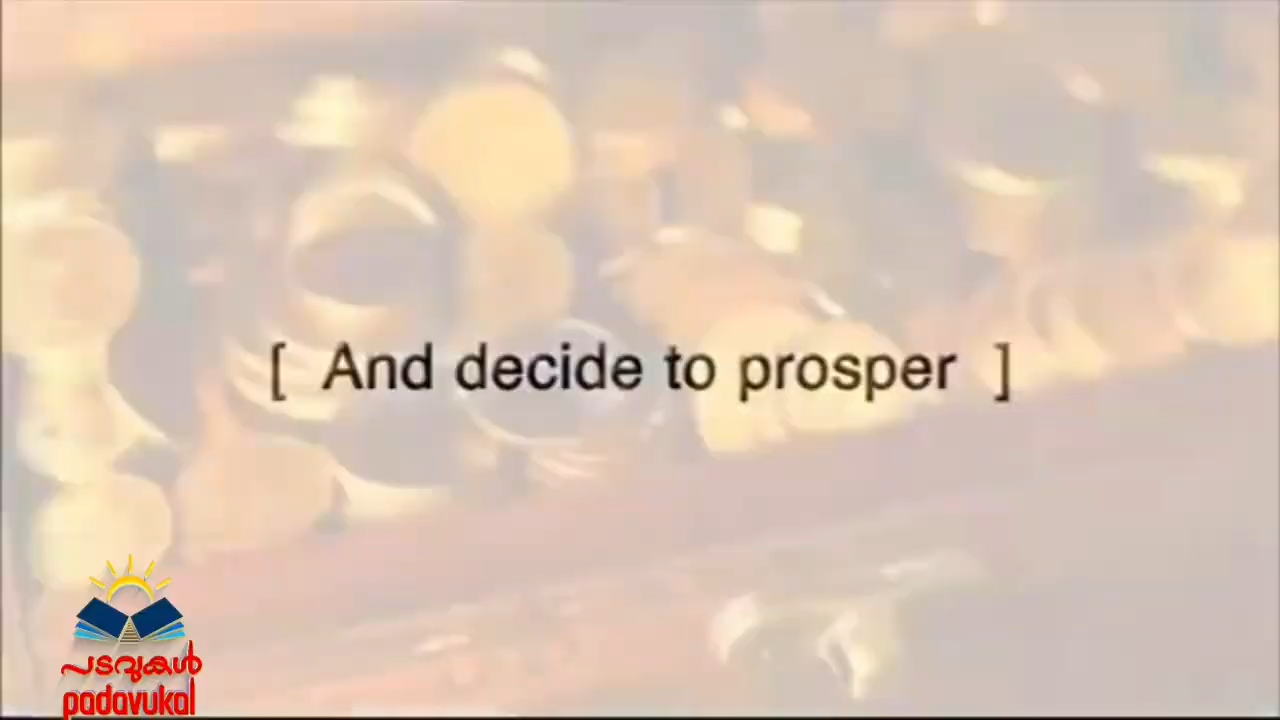 [ And decide to prosper ]
പടവുകൾ
padavukal